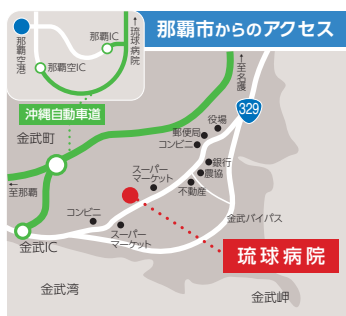 那覇市からのアクセス
那覇IC
↑至琉球病院
那覇空港
那覇空IC
沖縄自動車道
金武町
↑至名護
329
役場
郵便局
コンビニ
銀行
農協
スーパー
マーケット
不動産
←至那覇
コンビニ
スーパー
マーケット
金武バイパス
金武IC
琉球病院
金武湾
金武岬